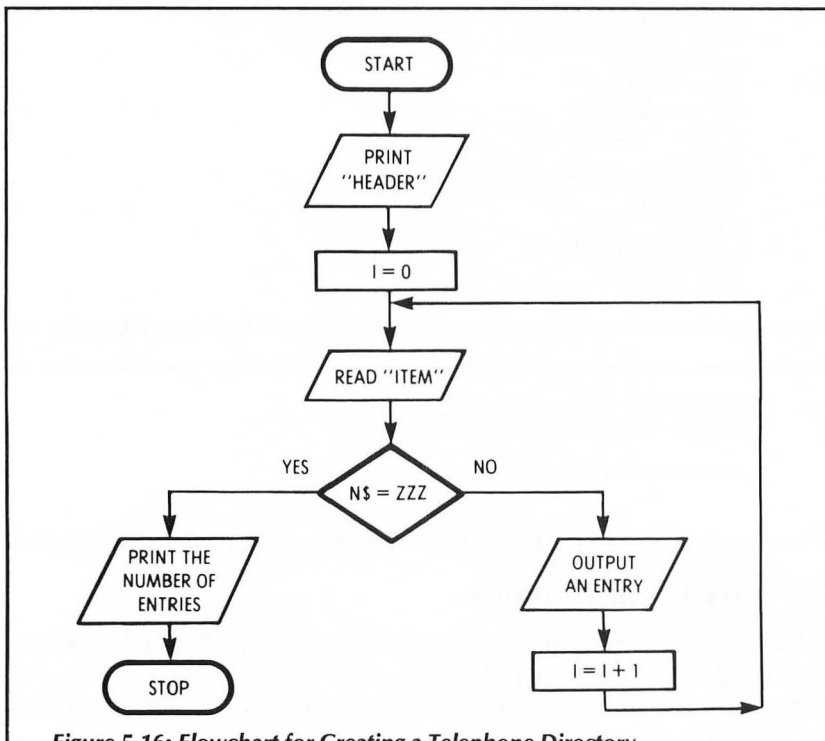 START
PRINT
"HEADER"
I = 0
READ "ITEM"
YES
NO
N$ = ZZZ
PRINT THE
NUMBER OF
ENTRIES
OUTPUT
AN ENTRY
I = I + 1
STOP
Figure 5.16: Flowchart for Creating a Telephone Directory